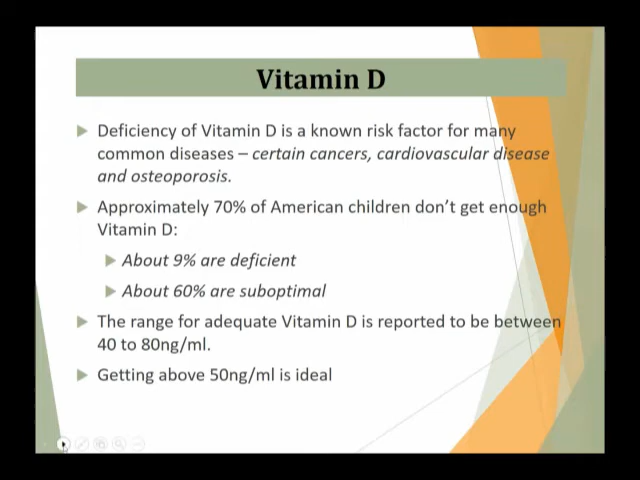 Vitamin D
Deficiency of Vitamin D is a known risk factor for many
common diseases – certain cancers, cardiovascular disease
and osteoporosis.
Approximately 70% of American children don't get enough
Vitamin D:
About 9% are deficient
About 60% are suboptimal
The range for adequate Vitamin D is reported to be between
40 to 80ng/ml.
Getting above 50ng/ml is ideal